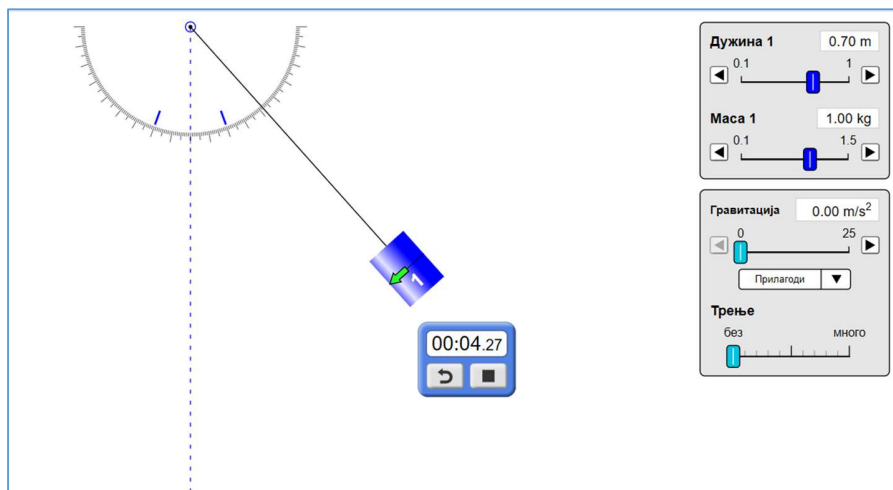 Дужина 1 0.70 m
0.1 1
Маса 1 1.00 kg
0.1 1.5
Гравитација 0.00 m/s²
0 25
Прилагоди
Трење
без много
1
00:04.27